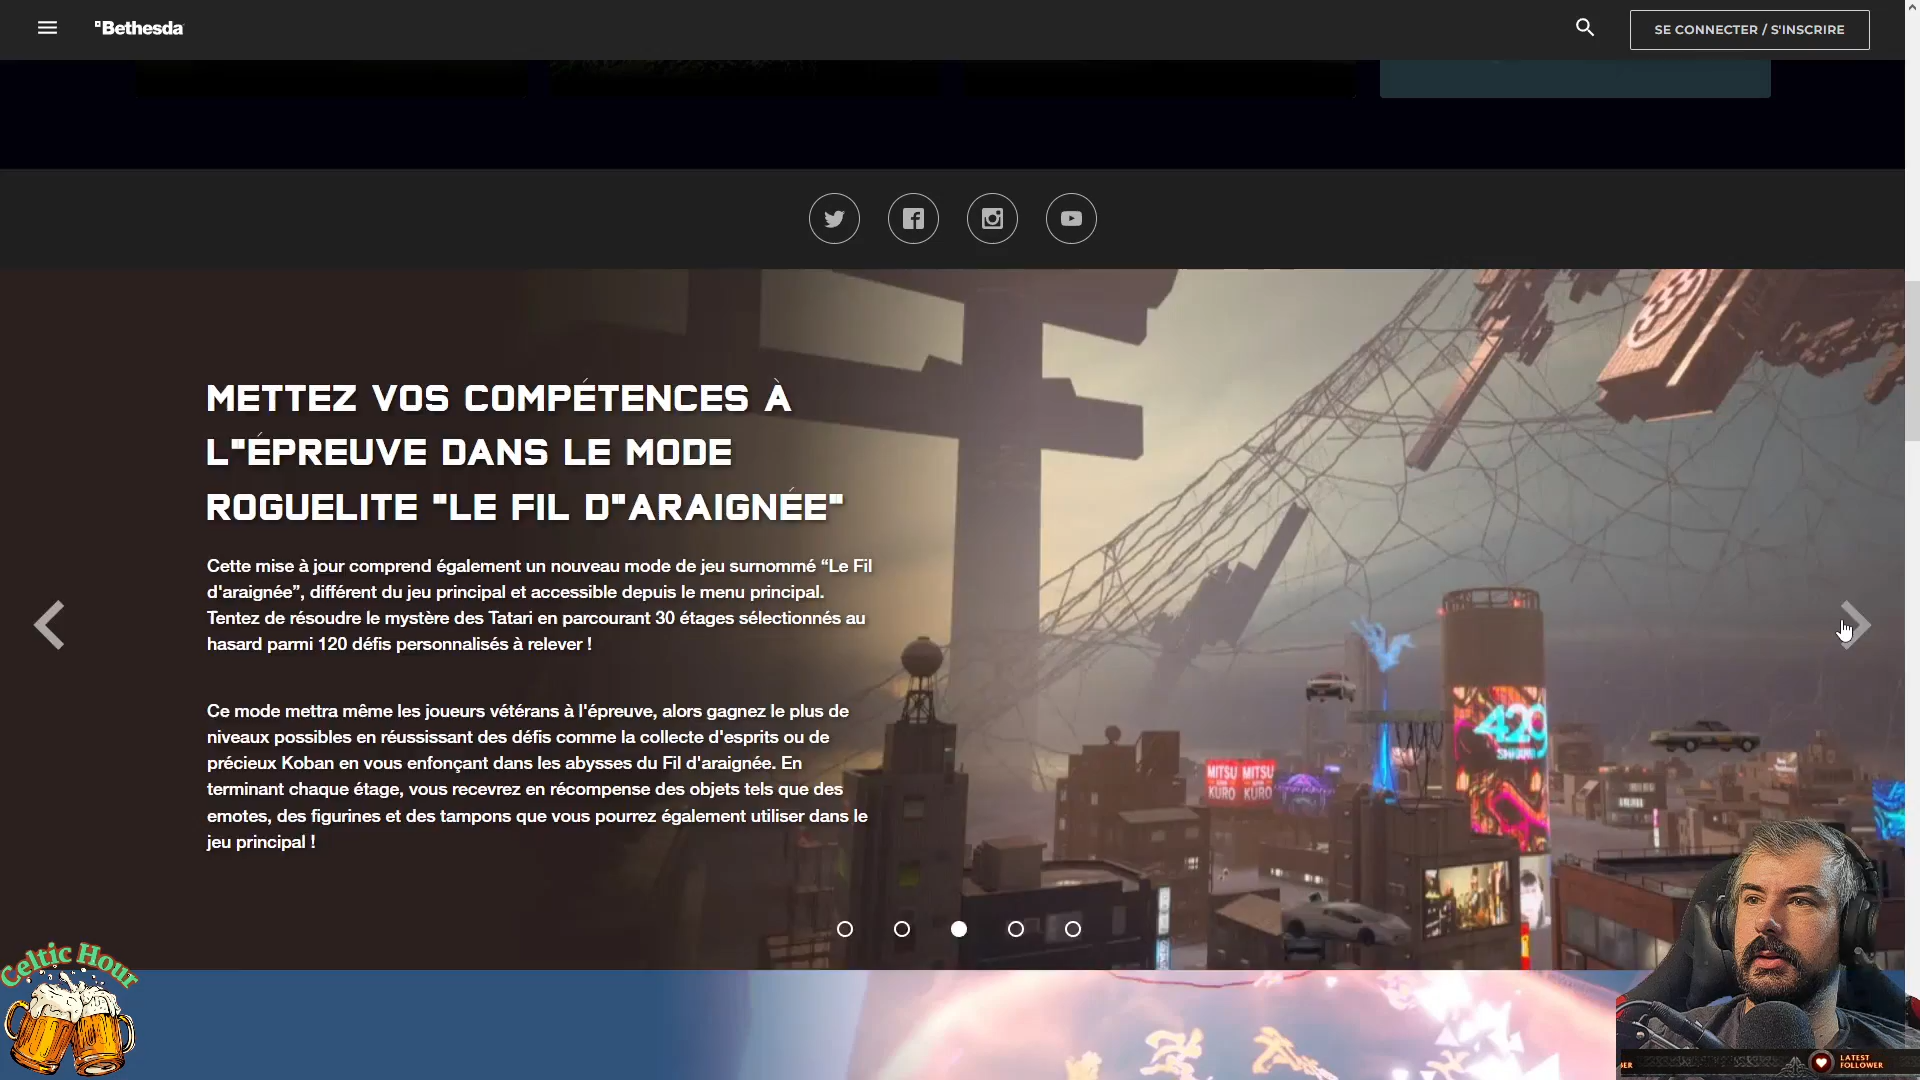 Bethesda
SE CONNECTER / S'INSCRIRE
METTEZ VOS COMPÉTENCES À
L"ÉPREUVE DANS LE MODE
ROGUELITE "LE FIL D"ARAIGNÉE"
Cette mise à jour comprend également un nouveau mode de jeu surnommé “Le Fil
d'araignée”, différent du jeu principal et accessible depuis le menu principal.
Tentez de résoudre le mystère des Tatari en parcourant 30 étages sélectionnés au
hasard parmi 120 défis personnalisés à relever !
Ce mode mettra même les joueurs vétérans à l'épreuve, alors gagnez le plus de
niveaux possibles en réussissant des défis comme la collecte d'esprits ou de
précieux Koban en vous enfonçant dans les abysses du Fil d'araignée. En
terminant chaque étage, vous recevrez en récompense des objets tels que des
emotes, des figurines et des tampons que vous pourrez également utiliser dans le
jeu principal !
429
MITSU MITSU
KURO KURO
Celtic Hour
LATEST
FOLLOWER